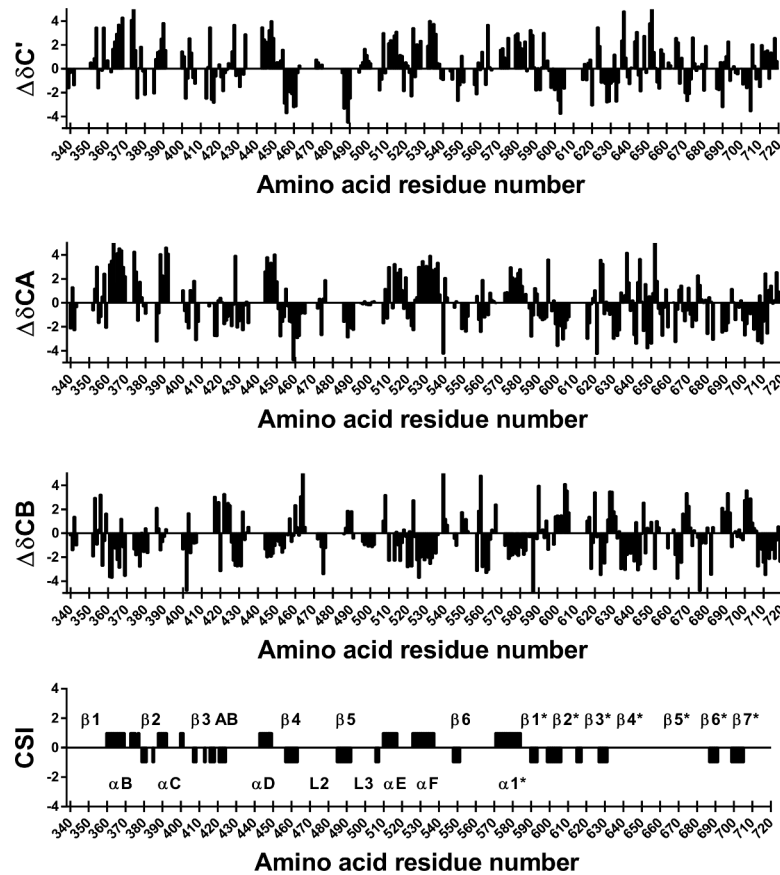 ΔδC'
4
2
0
-2
-4
340 350 360 370 380 390 400 410 420 430 440 450 460 470 480 490 500 510 520 530 540 550 560 570 580 590 600 610 620 630 640 650 660 670 680 690 700 710 720
Amino acid residue number
ΔδCA
4
2
0
-2
-4
340 350 360 370 380 390 400 410 420 430 440 450 460 470 480 490 500 510 520 530 540 550 560 570 580 590 600 610 620 630 640 650 660 670 680 690 700 710 720
Amino acid residue number
ΔδCB
4
2
0
-2
-4
340 350 360 370 380 390 400 410 420 430 440 450 460 470 480 490 500 510 520 530 540 550 560 570 580 590 600 610 620 630 640 650 660 670 680 690 700 710 720
Amino acid residue number
CSI
4
2
0
-2
-4
β1 β2 β3 AB β4 β5 β6 β1* β2* β3* β4* β5* β6* β7*
αB αC αD L2 L3 αE αF α1*
340 350 360 370 380 390 400 410 420 430 440 450 460 470 480 490 500 510 520 530 540 550 560 570 580 590 600 610 620 630 640 650 660 670 680 690 700 710 720
Amino acid residue number